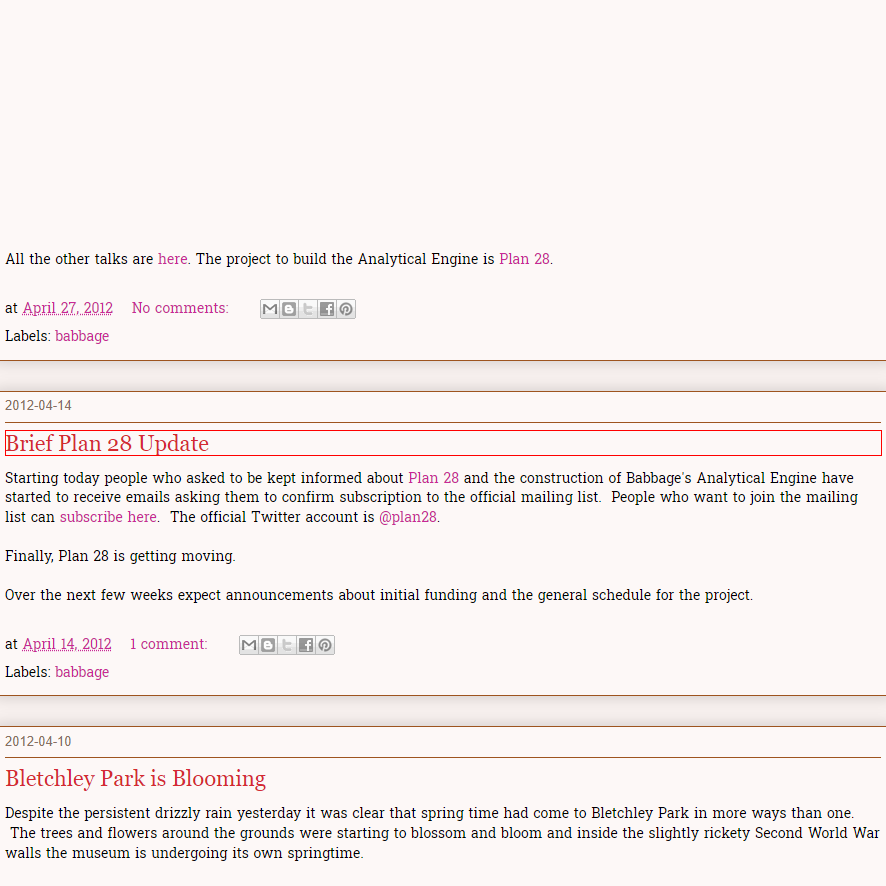 All the other talks are here. The project to build the Analytical Engine is Plan 28.
at April 27, 2012 No comments:
Labels: babbage
2012-04-14
Brief Plan 28 Update
Starting today people who asked to be kept informed about Plan 28 and the construction of Babbage's Analytical Engine have
started to receive emails asking them to confirm subscription to the official mailing list. People who want to join the mailing
list can subscribe here. The official Twitter account is @plan28.
Finally, Plan 28 is getting moving.
Over the next few weeks expect announcements about initial funding and the general schedule for the project.
at April 14, 2012 1 comment:
Labels: babbage
2012-04-10
Bletchley Park is Blooming
Despite the persistent drizzly rain yesterday it was clear that spring time had come to Bletchley Park in more ways than one.
The trees and flowers around the grounds were starting to blossom and bloom and inside the slightly rickety Second World War
walls the museum is undergoing its own springtime.